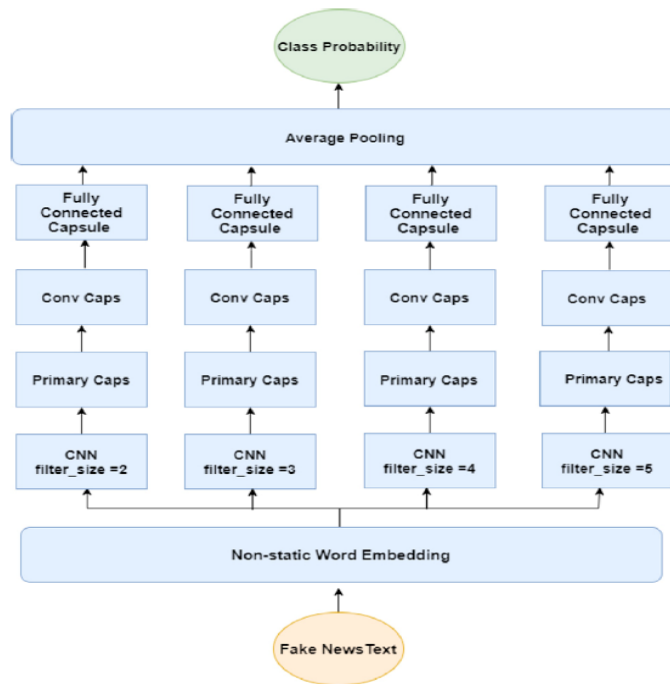 Class Probability
Average Pooling
Fully
Connected
Capsule
Fully
Connected
Capsule
Fully
Connected
Capsule
Fully
Connected
Capsule
Conv Caps
Conv Caps
Conv Caps
Conv Caps
Primary Caps
Primary Caps
Primary Caps
Primary Caps
CNN
filter_size =2
CNN
filter_size =3
CNN
filter_size =4
CNN
filter_size =5
Non-static Word Embedding
Fake News Text